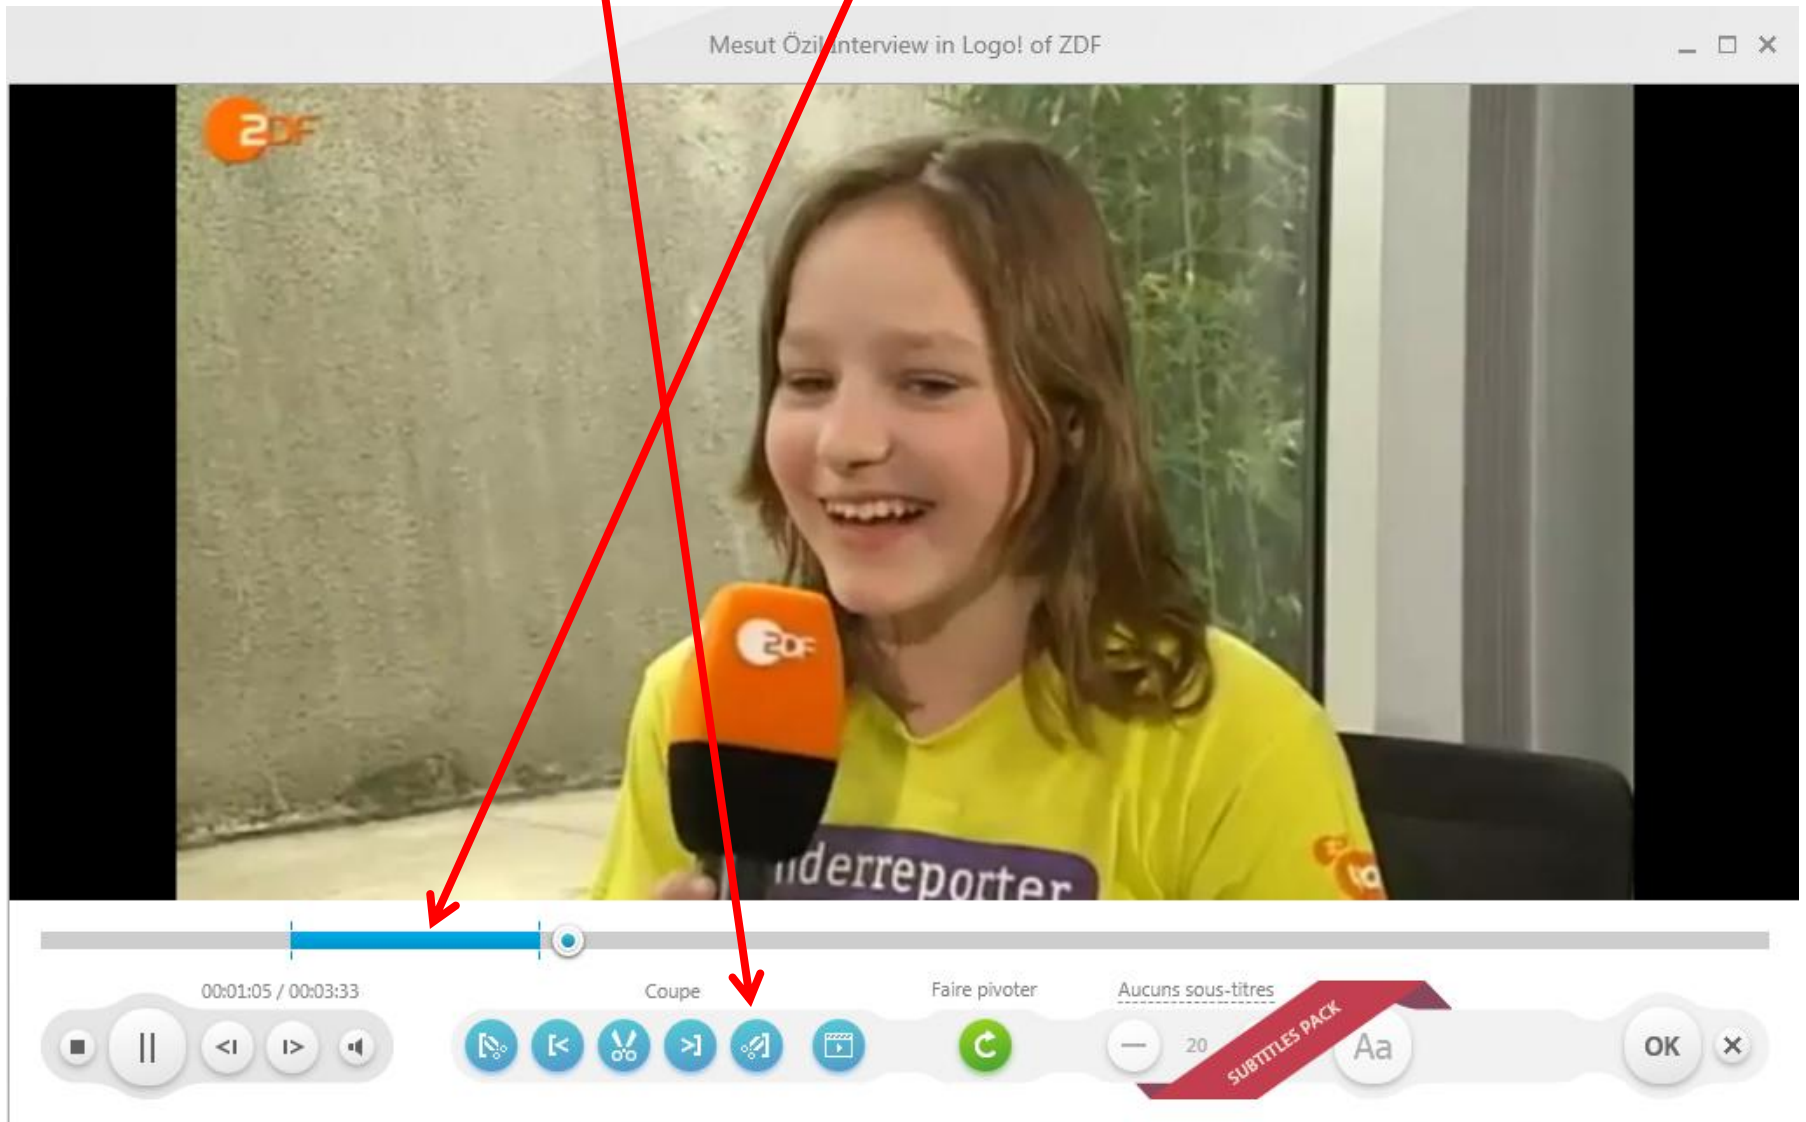 Mesut Özil interview in Logo! of ZDF
2DF
2DF
nderreporter
00:01:05 / 00:03:33
Coupe
Faire pivoter
Aucuns sous-titres
20
SUBTITLES PACK
Aa
OK